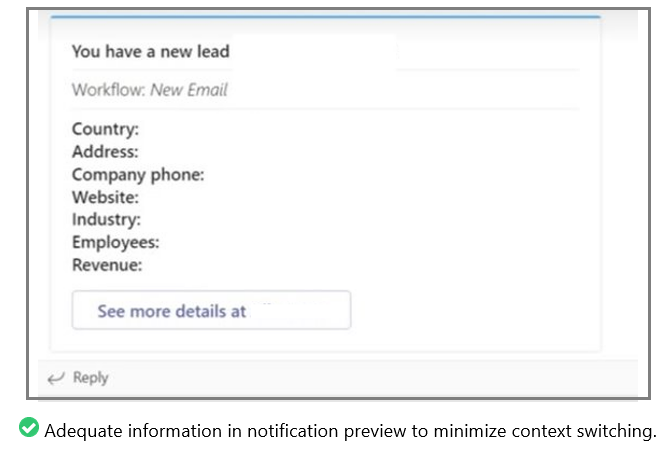 You have a new lead
Workflow: New Email
Country:
Address:
Company phone:
Website:
Industry:
Employees:
Revenue:
See more details at
Reply
Adequate information in notification preview to minimize context switching.